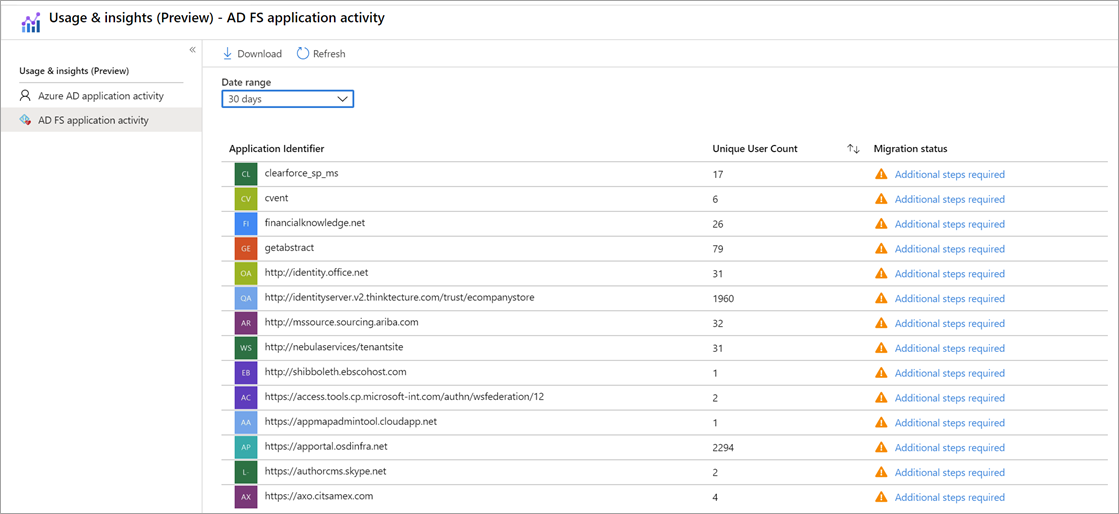 Usage & insights (Preview) - AD FS application activity
«
Download Refresh
Usage & insights (Preview)
Azure AD application activity
AD FS application activity
Date range
30 days
Application Identifier Unique User Count Migration status
CL clearforce_sp_ms 17 Additional steps required
CV cvent 6 Additional steps required
FI financialknowledge.net 26 Additional steps required
GE getabstract 79 Additional steps required
OA http://identity.office.net 31 Additional steps required
QA http://identityserver.v2.thinktecture.com/trust/ecompanystore 1960 Additional steps required
AR http://mssource.sourcing.ariba.com 32 Additional steps required
WS http://nebulaservices/tenantsite 31 Additional steps required
EB http://shibboleth.ebscohost.com 1 Additional steps required
AC https://access.tools.cp.microsoft-int.com/authn/wsfederation/12 2 Additional steps required
AA https://appmapadmintool.cloudapp.net 1 Additional steps required
AP https://apportal.osdinfra.net 2294 Additional steps required
L- https://authorcms.skype.net 2 Additional steps required
AX https://axo.citsamex.com 4 Additional steps required